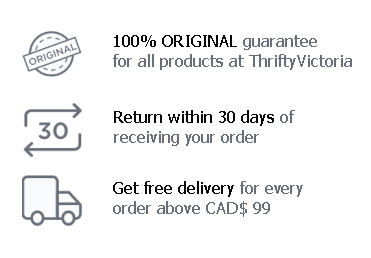 ORIGINAL
100% ORIGINAL guarantee
for all products at ThriftyVictoria
30
Return within 30 days of
receiving your order
Get free delivery for every
order above CAD$ 99